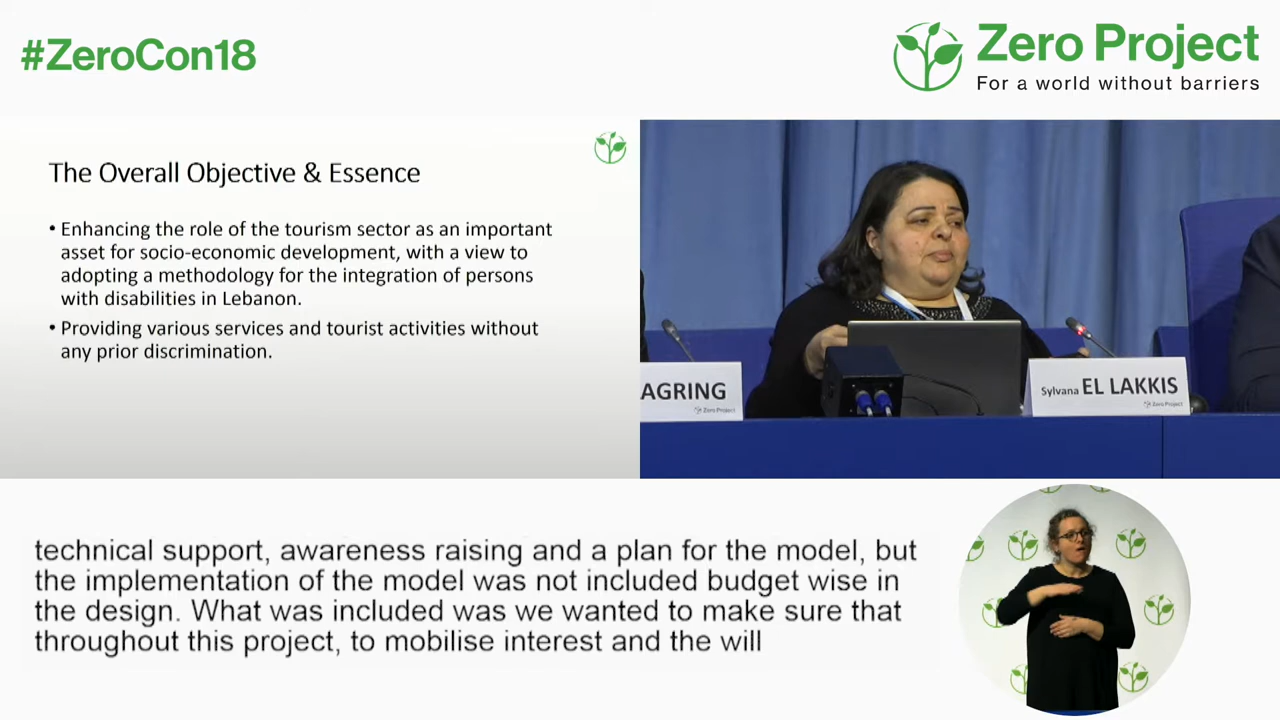 #ZeroCon18
Zero Project
For a world without barriers
The Overall Objective & Essence
• Enhancing the role of the tourism sector as an important
asset for socio-economic development, with a view to
adopting a methodology for the integration of persons
with disabilities in Lebanon.
• Providing various services and tourist activities without
any prior discrimination.
AGRING
Zero Project
Sylvana EL LAKKIS
Zero Project
technical support, awareness raising and a plan for the model, but
the implementation of the model was not included budget wise in
the design. What was included was we wanted to make sure that
throughout this project, to mobilise interest and the will